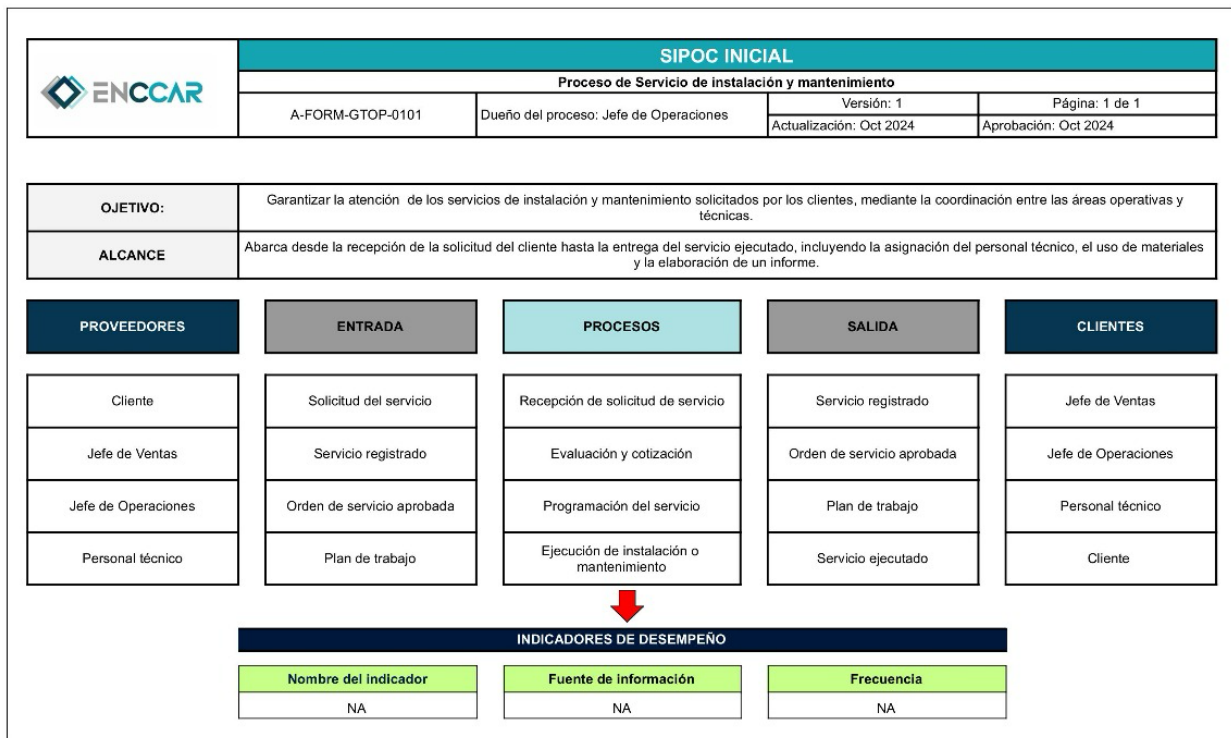 ENCCAR
SIPOC INICIAL
Proceso de Servicio de instalación y mantenimiento
A-FORM-GTOP-0101
Dueño del proceso: Jefe de Operaciones
Versión: 1
Página: 1 de 1
Actualización: Oct 2024
Aprobación: Oct 2024
OJETIVO:
Garantizar la atención de los servicios de instalación y mantenimiento solicitados por los clientes, mediante la coordinación entre las áreas operativas y
técnicas.
ALCANCE
Abarca desde la recepción de la solicitud del cliente hasta la entrega del servicio ejecutado, incluyendo la asignación del personal técnico, el uso de materiales
y la elaboración de un informe.
PROVEEDORES
ENTRADA
PROCESOS
SALIDA
CLIENTES
Cliente
Solicitud del servicio
Recepción de solicitud de servicio
Servicio registrado
Jefe de Ventas
Jefe de Ventas
Servicio registrado
Evaluación y cotización
Orden de servicio aprobada
Jefe de Operaciones
Jefe de Operaciones
Orden de servicio aprobada
Programación del servicio
Plan de trabajo
Personal técnico
Personal técnico
Plan de trabajo
Ejecución de instalación o
mantenimiento
Servicio ejecutado
Cliente
INDICADORES DE DESEMPEÑO
Nombre del indicador
Fuente de información
Frecuencia
NA
NA
NA